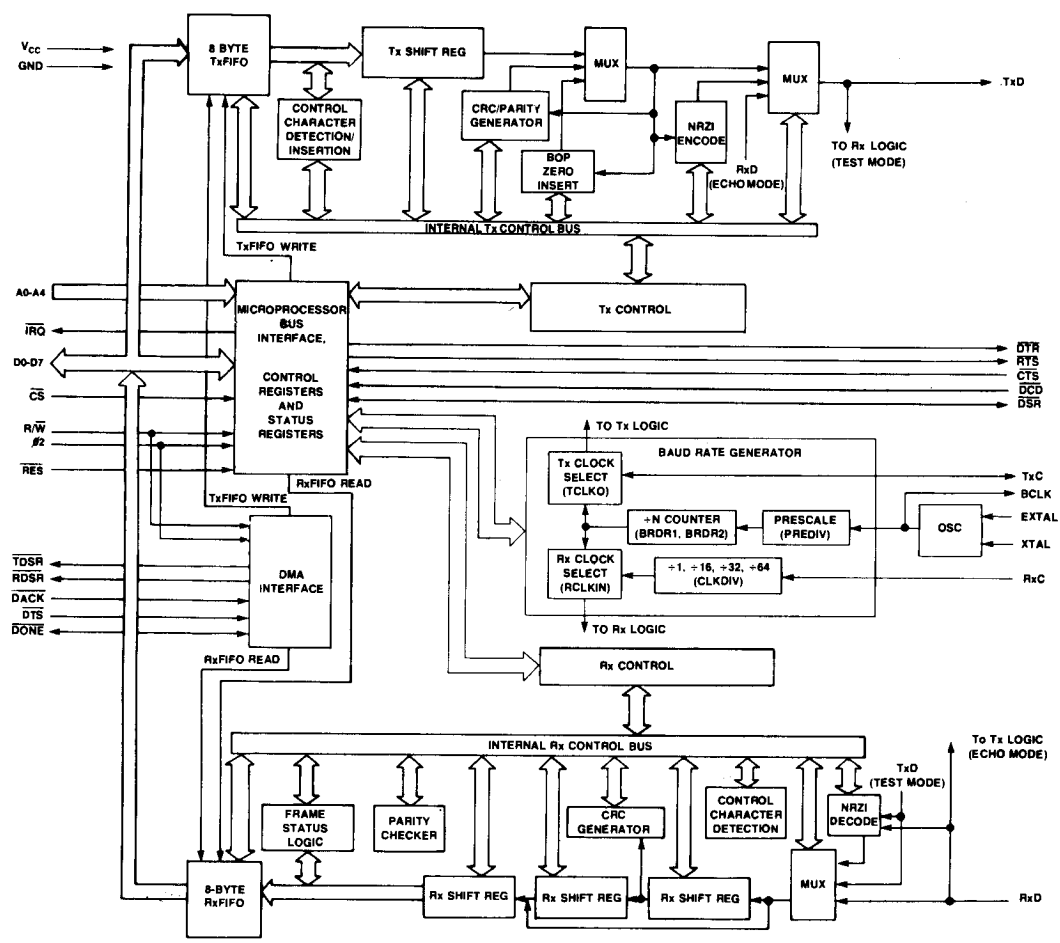 VCC
GND
8 BYTE
TxFIFO
Tx SHIFT REG
MUX
MUX
TxD
CONTROL
CHARACTER
DETECTION/
INSERTION
CRC/PARITY
GENERATOR
NRZI
ENCODE
BOP
ZERO
INSERT
RxD
(ECHO MODE)
TO Rx LOGIC
(TEST MODE)
INTERNAL Tx CONTROL BUS
TxFIFO WRITE
A0-A4
IRQ
D0-D7
CS
R/W
ø2
RES
MICROPROCESSOR
BUS
INTERFACE,
CONTROL
REGISTERS
AND
STATUS
REGISTERS
Tx CONTROL
DTR
RTS
CTS
DCD
DSR
TO Tx LOGIC
BAUD RATE GENERATOR
Tx CLOCK
SELECT
(TCLKO)
÷N COUNTER
(BRDR1, BRDR2)
PRESCALE
(PREDIV)
OSC
TxC
BCLK
EXTAL
XTAL
Rx CLOCK
SELECT
(RCLKIN)
÷1, ÷16, ÷32, ÷64
(CLKDIV)
RxC
TO Rx LOGIC
RxFIFO READ
TxFIFO WRITE
TDSR
RDSR
DACK
DTS
DONE
DMA
INTERFACE
RxFIFO READ
Rx CONTROL
INTERNAL Rx CONTROL BUS
To Tx LOGIC
(ECHO MODE)
TxD
(TEST MODE)
FRAME
STATUS
LOGIC
PARITY
CHECKER
CRC
GENERATOR
CONTROL
CHARACTER
DETECTION
NRZI
DECODE
8-BYTE
RxFIFO
Rx SHIFT REG
Rx SHIFT REG
Rx SHIFT REG
MUX
RxD